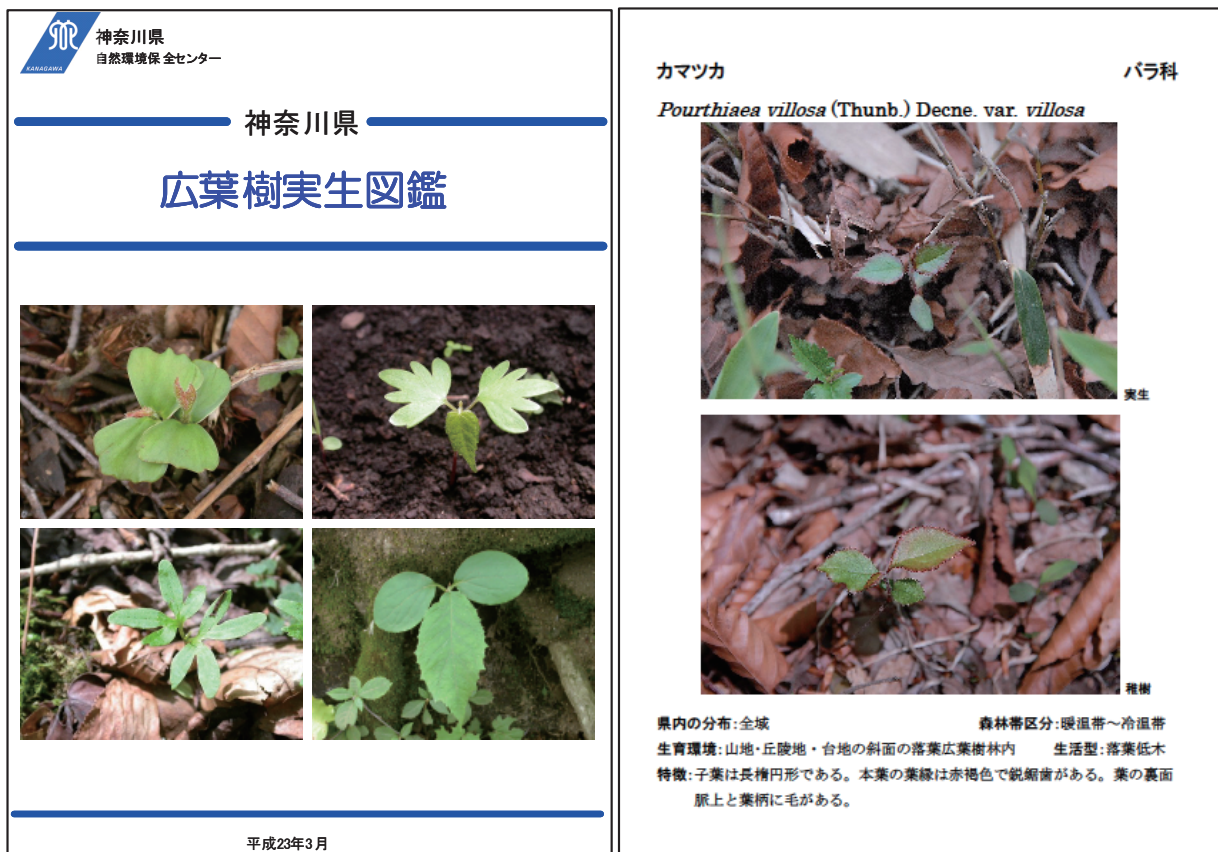 KANAGAWA
神奈川県
自然環境保全センター
神奈川県
広葉樹実生図鑑
平成23年3月
カマツカ バラ科
Pourthiaea villosa (Thunb.) Decne. var. villosa
実生
稚樹
県内の分布:全域 森林帯区分:暖温帯～冷温帯
生育環境:山地・丘陵地・台地の斜面の落葉広葉樹林内 生活型:落葉低木
特徴:子葉は長楕円形である。本葉の葉縁は赤褐色で鋭鋸歯がある。葉の裏面
脈上と葉柄に毛がある。